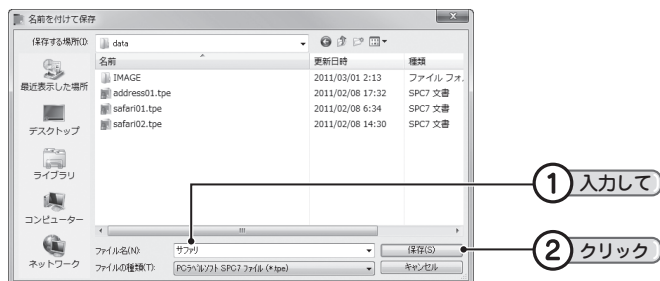 名前を付けて保存
保存する場所(I):
data
名前
更新日時
種類
最近表示した場所
デスクトップ
ライブラリ
コンピューター
ネットワーク
IMAGE
2011/03/01 2:13
ファイル フォ.
address01.tpe
2011/02/08 17:32
SPC7 文書
safari01.tpe
2011/02/08 6:34
SPC7 文書
safari02.tpe
2011/02/08 14:30
SPC7 文書
ファイル名(N):
サファリ
保存(S)
ファイルの種類(T):
PCラベルソフト SPC7 ファイル (*.tpe)
キャンセル
① 入力して
② クリック